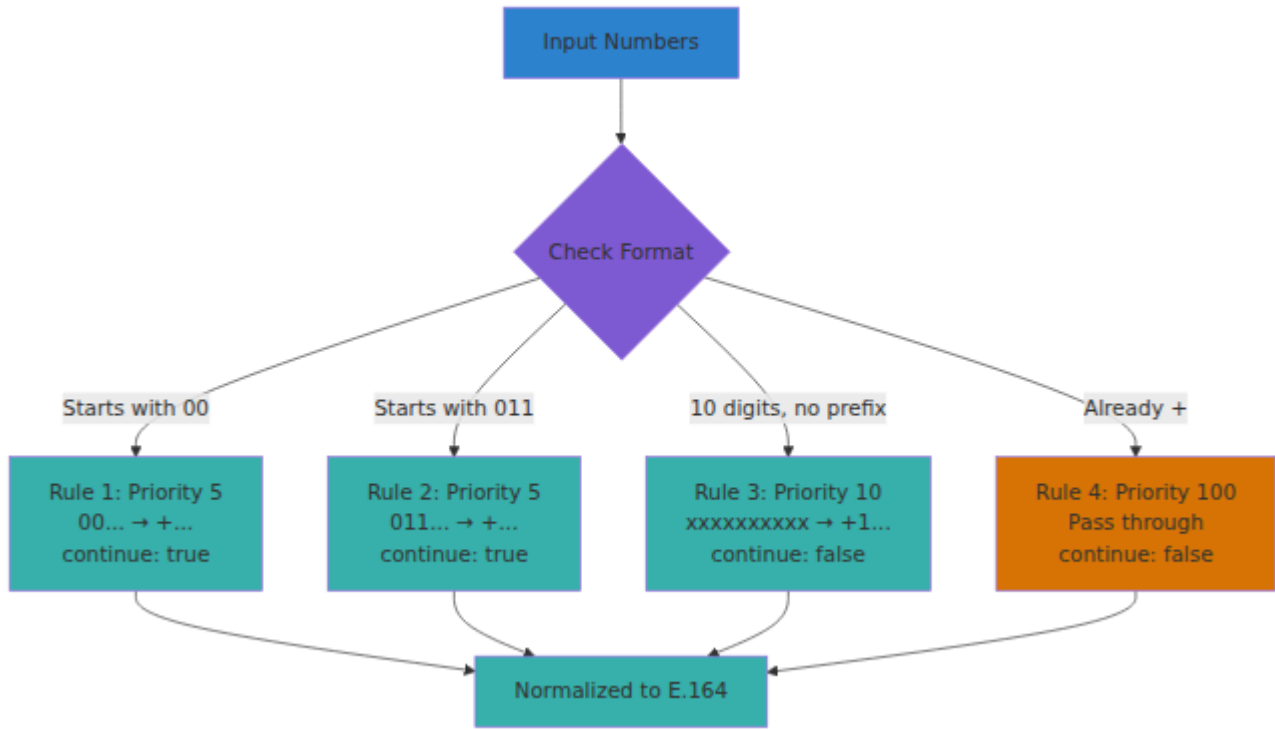 Input Numbers
Check Format
Starts with 00
Starts with 011
10 digits, no prefix
Already +
Rule 1: Priority 5
00... → +...
continue: true
Rule 2: Priority 5
011... → +...
continue: true
Rule 3: Priority 10
xxxxxxxxxx → +1...
continue: false
Rule 4: Priority 100
Pass through
continue: false
Normalized to E.164